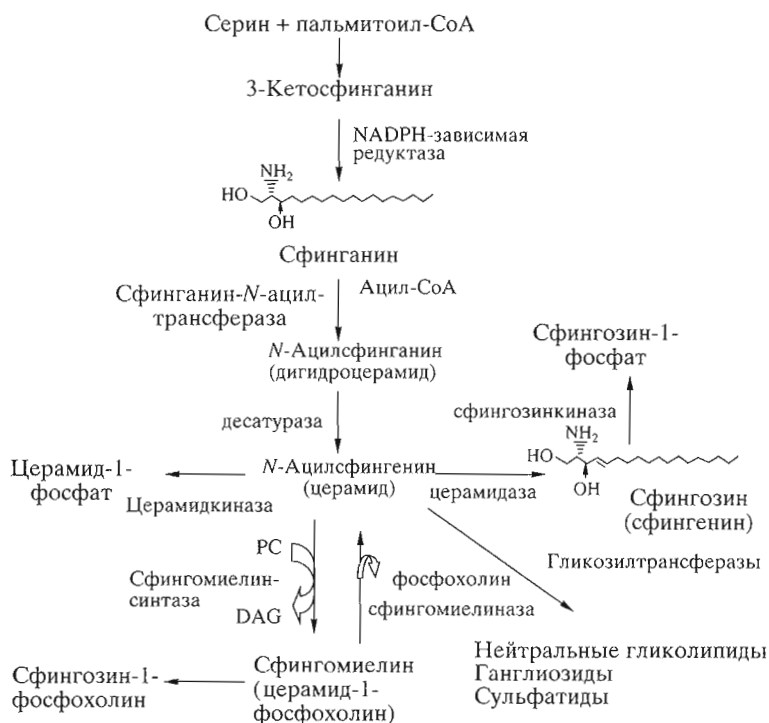 Серин + пальмитоил-CoA
3-Кетосфинганин
NADPH-зависимая
редуктаза
NH2
HO
OH
Сфинганин
Сфинганин-N-ацил-
трансфераза
Ацил-CoA
N-Ацилсфинганин
(дигидроцерамид)
Сфингозин-1-
фосфат
десатураза
сфингозинкиназа
NH2
HO
OH
Церамид-1-
фосфат
Церамидкиназа
N-Ацилсфингенин
(церамид)
церамидаза
Сфингозин
(сфингенин)
PC
Сфингомиелин-
синтаза
DAG
фосфохолин
сфингомиелиназа
Гликозилтрансферазы
Сфингозин-1-
фосфохолин
Сфингомиелин
(церамид-1-
фосфохолин)
Нейтральные гликолипиды
Ганглиозиды
Сульфатиды